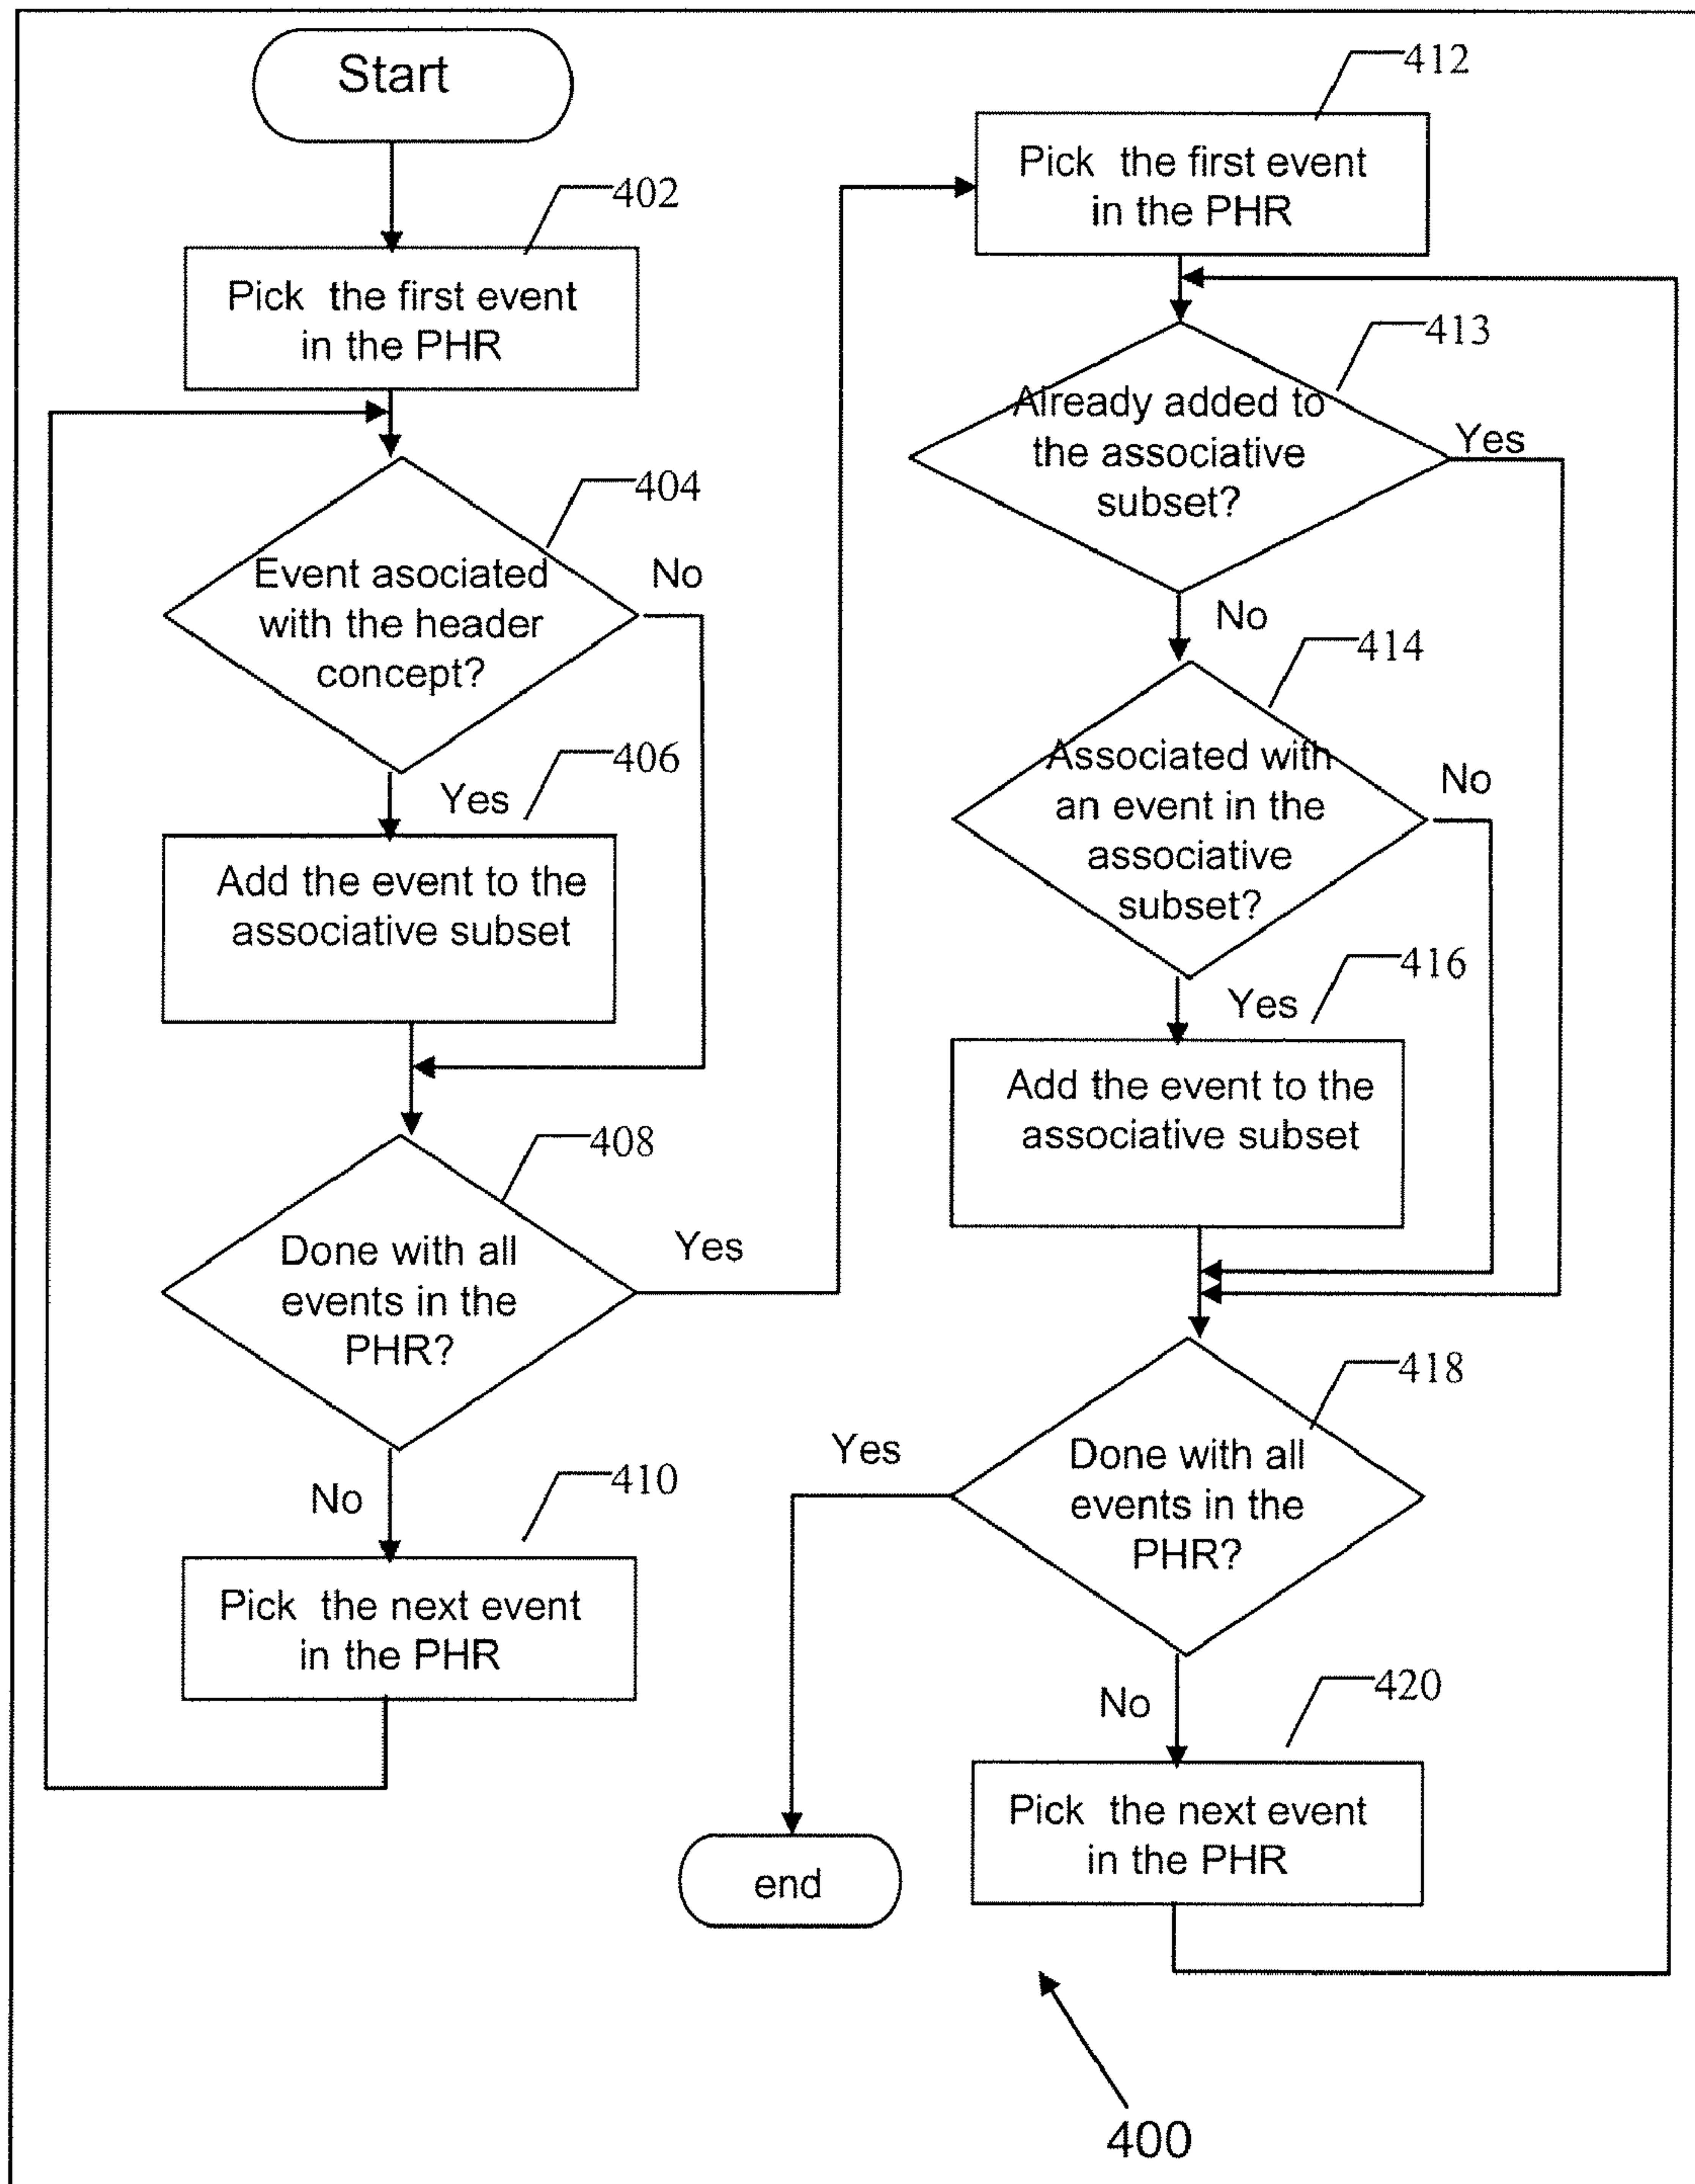 Start
402
Pick the first event
in the PHR
404
Event asociated
with the header
concept?
No
Yes
406
Add the event to the
associative subset
408
Done with all
events in the
PHR?
Yes
No
410
Pick the next event
in the PHR
412
Pick the first event
in the PHR
413
Already added to
the associative
subset?
Yes
No
414
Associated with
an event in the
associative
subset?
No
Yes
416
Add the event to the
associative subset
418
Done with all
events in the
PHR?
Yes
No
420
Pick the next event
in the PHR
end
400